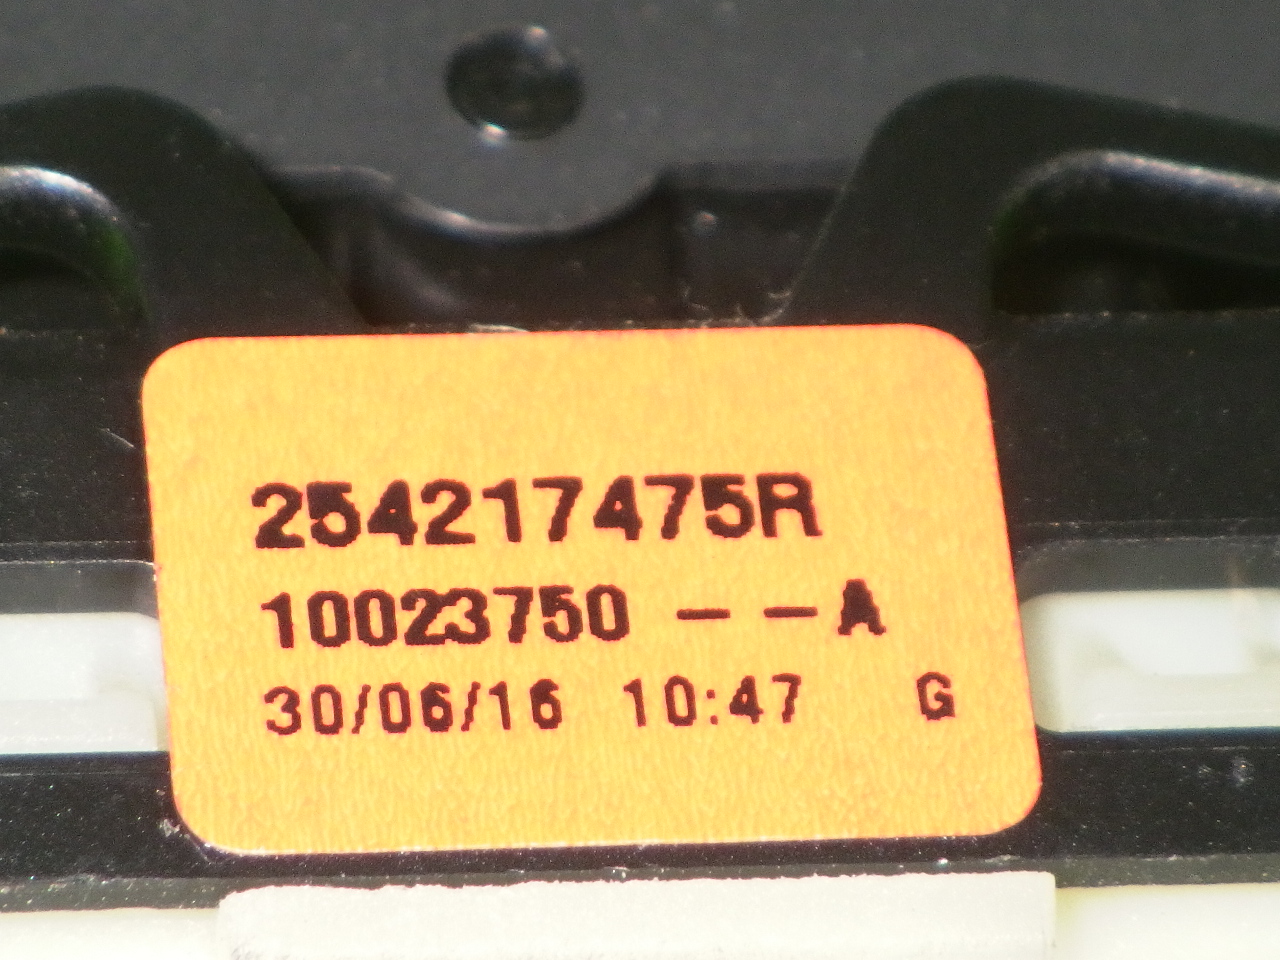 254217475R
10023750 – – A
30/06/16 10:47 G